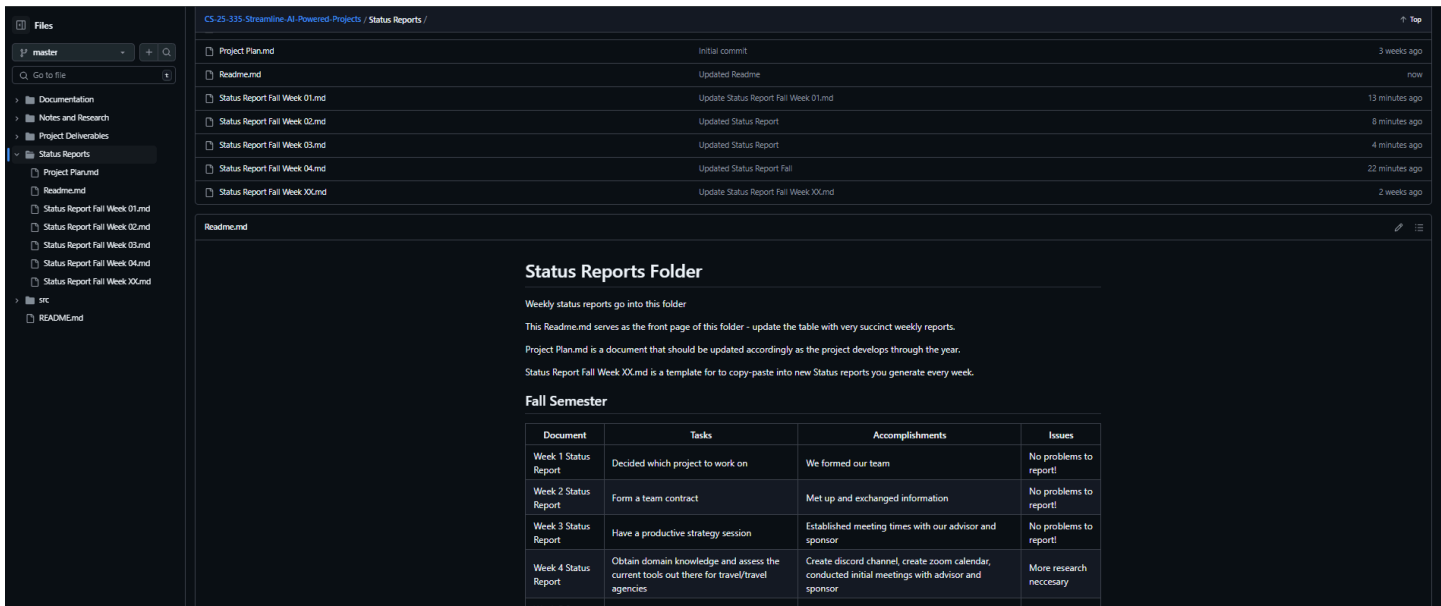 Files
master
Go to file
t
Documentation
Notes and Research
Project Deliverables
Status Reports
Project Plan.md
Readme.md
Status Report Fall Week 01.md
Status Report Fall Week 02.md
Status Report Fall Week 03.md
Status Report Fall Week 04.md
Status Report Fall Week XX.md
src
README.md
CS-25-335-Streamline-AI-Powered-Projects / Status Reports /
Top
Project Plan.md Initial commit 3 weeks ago
Readme.md Updated Readme now
Status Report Fall Week 01.md Update Status Report Fall Week 01.md 13 minutes ago
Status Report Fall Week 02.md Updated Status Report 8 minutes ago
Status Report Fall Week 03.md Updated Status Report 4 minutes ago
Status Report Fall Week 04.md Updated Status Report Fall 22 minutes ago
Status Report Fall Week XX.md Update Status Report Fall Week XX.md 2 weeks ago
Readme.md
Status Reports Folder
Weekly status reports go into this folder
This Readme.md serves as the front page of this folder - update the table with very succinct weekly reports.
Project Plan.md is a document that should be updated accordingly as the project develops through the year.
Status Report Fall Week XX.md is a template for to copy-paste into new Status reports you generate every week.
Fall Semester
Document Tasks Accomplishments Issues
Week 1 Status
Report
Decided which project to work on
We formed our team
No problems to
report!
Week 2 Status
Report
Form a team contract
Met up and exchanged information
No problems to
report!
Week 3 Status
Report
Have a productive strategy session
Established meeting times with our advisor and
sponsor
No problems to
report!
Week 4 Status
Report
Obtain domain knowledge and assess the
current tools out there for travel/travel
agencies
Create discord channel, create zoom calendar,
conducted initial meetings with advisor and
sponsor
More research
neccesary